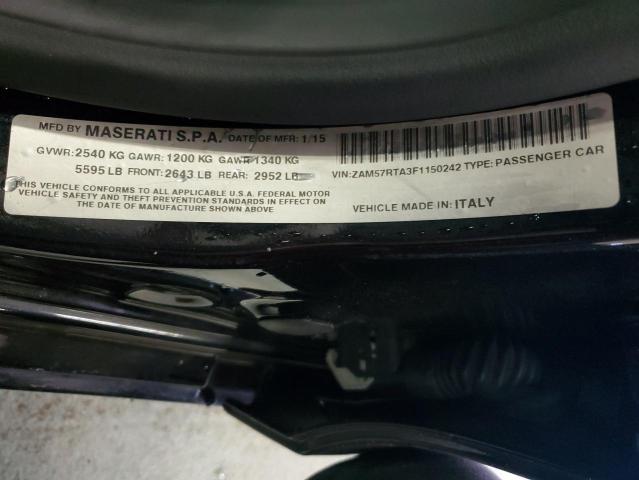 MFD BY MASERATI S.P.A. DATE OF MFR: 1/15
GVWR: 2540 KG GAWR: 1200 KG GAWR 1340 KG
5595 LB FRONT: 2643 LB REAR: 2952 LB
THIS VEHICLE CONFORMS TO ALL APPLICABLE U.S.A. FEDERAL MOTOR
VEHICLE SAFETY AND THEFT PREVENTION STANDARDS IN EFFECT ON
THE DATE OF MANUFACTURE SHOWN ABOVE
VIN: ZAM57RTA3F1150242 TYPE: PASSENGER CAR
VEHICLE MADE IN: ITALY